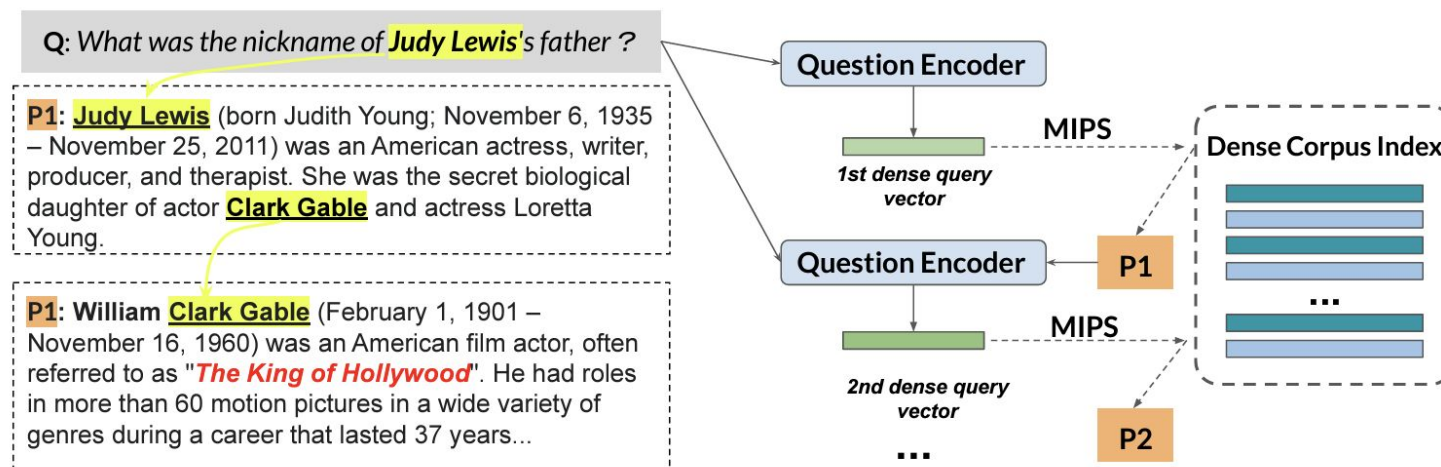 Q: What was the nickname of Judy Lewis's father ?
P1: Judy Lewis (born Judith Young; November 6, 1935
– November 25, 2011) was an American actress, writer,
producer, and therapist. She was the secret biological
daughter of actor Clark Gable and actress Loretta
Young.
P1: William Clark Gable (February 1, 1901 –
November 16, 1960) was an American film actor, often
referred to as "The King of Hollywood". He had roles
in more than 60 motion pictures in a wide variety of
genres during a career that lasted 37 years...
Question Encoder
MIPS
1st dense query
vector
Dense Corpus Index
...
Question Encoder
P1
MIPS
2nd dense query
vector
P2
...